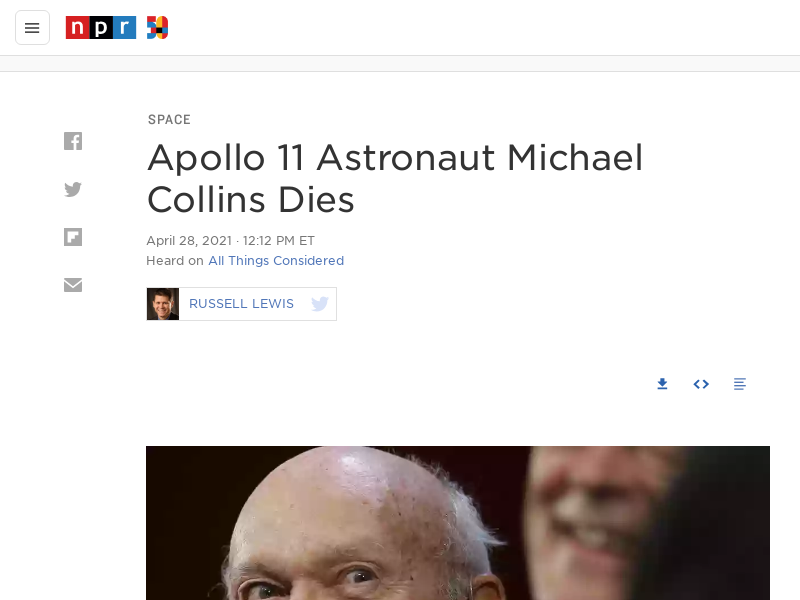 npr
SPACE
Apollo 11 Astronaut Michael
Collins Dies
April 28, 2021 · 12:12 PM ET
Heard on All Things Considered
RUSSELL LEWIS